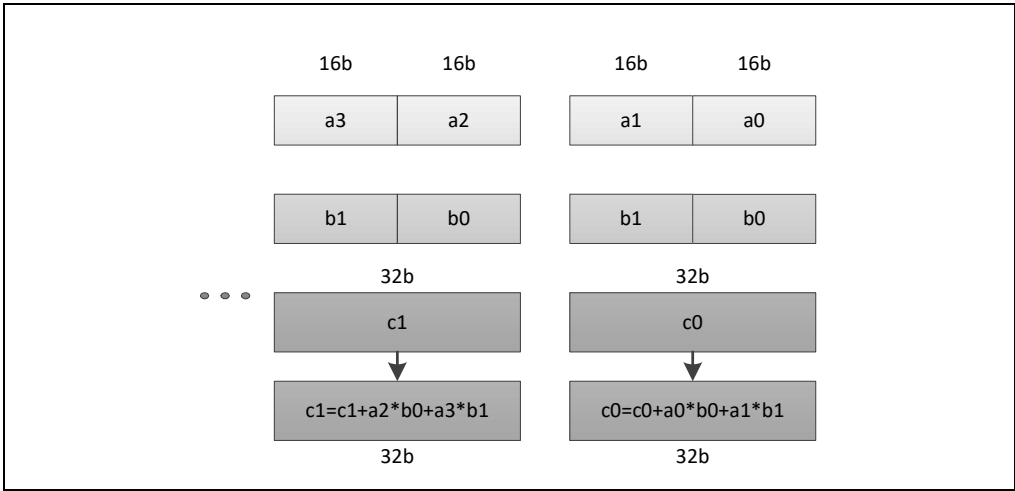 16b 16b 16b 16b
a3 a2 a1 a0
b1 b0 b1 b0
32b 32b
c1 c0
c1=c1+a2*b0+a3*b1 c0=c0+a0*b0+a1*b1
32b 32b